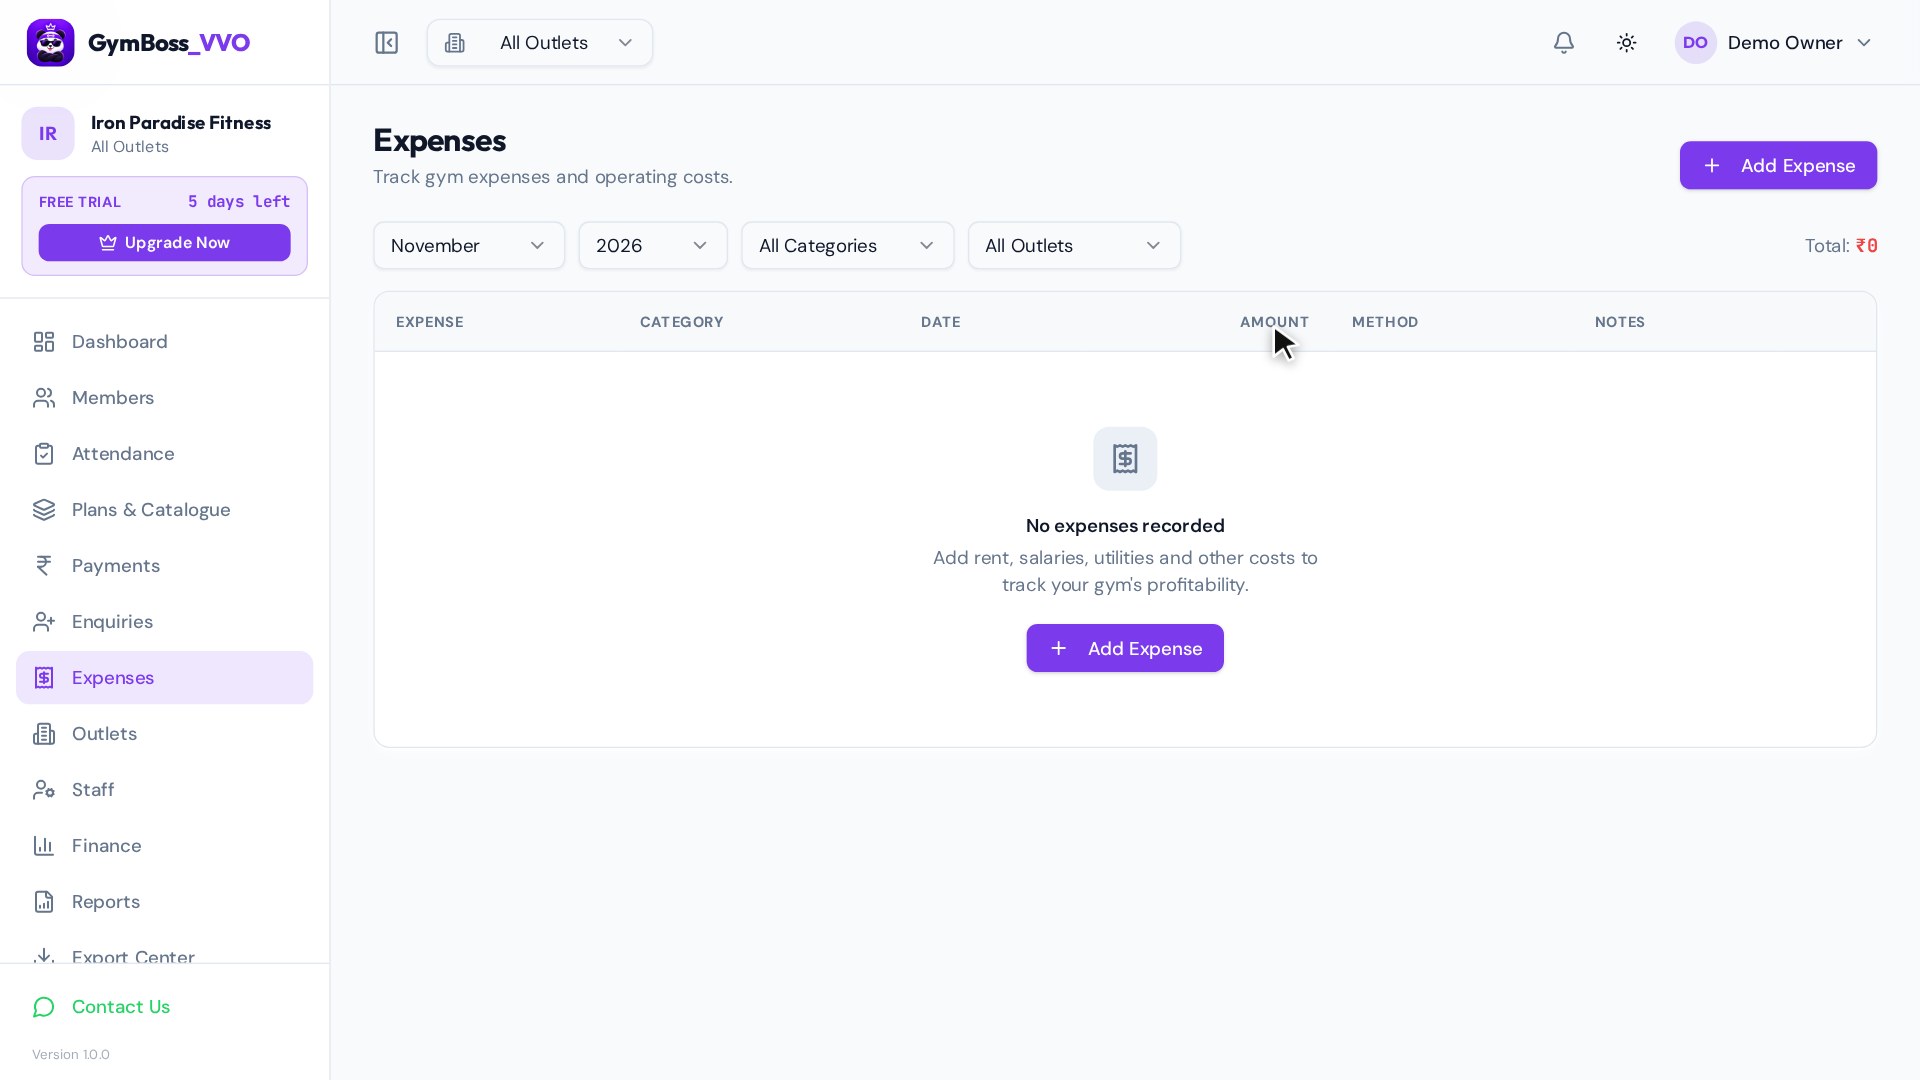 GymBoss_VVO
All Outlets
DO
Demo Owner
IR
Iron Paradise Fitness
All Outlets
FREE TRIAL
5 days left
Upgrade Now
Dashboard
Members
Attendance
Plans & Catalogue
Payments
Enquiries
Expenses
Outlets
Staff
Finance
Reports
Export Center
Contact Us
Version 1.0.0
Expenses
Track gym expenses and operating costs.
Add Expense
November
2026
All Categories
All Outlets
Total: ₹0
EXPENSE CATEGORY DATE AMOUNT METHOD NOTES
No expenses recorded
Add rent, salaries, utilities and other costs to
track your gym's profitability.
Add Expense